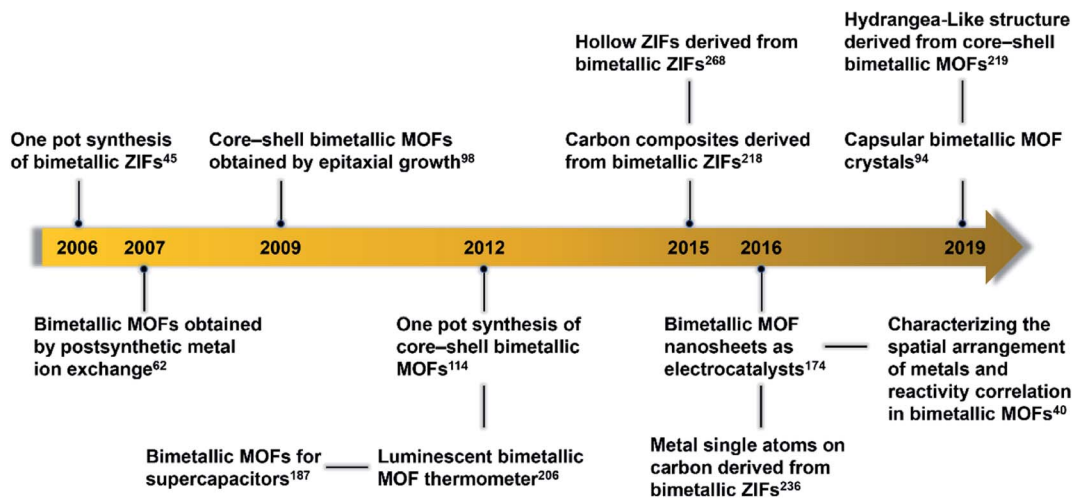 Hydrangea-Like structure
derived from core–shell
bimetallic MOFs²¹⁹
Hollow ZIFs derived from
bimetallic ZIFs²⁶⁸
One pot synthesis
of bimetallic ZIFs⁴⁵
Core–shell bimetallic MOFs
obtained by epitaxial growth⁹⁸
Carbon composites derived
from bimetallic ZIFs²¹⁸
Capsular bimetallic MOF
crystals⁹⁴
2006 2007 2009 2012 2015 2016 2019
Bimetallic MOFs obtained
by postsynthetic metal
ion exchange⁶²
One pot synthesis of
core–shell bimetallic
MOFs¹¹⁴
Bimetallic MOF
nanosheets as
electrocatalysts¹⁷⁴
Characterizing the
spatial arrangement
of metals and
reactivity correlation
in bimetallic MOFs⁴⁰
Bimetallic MOFs for
supercapacitors¹⁸⁷
Luminescent bimetallic
MOF thermometer²⁰⁶
Metal single atoms on
carbon derived from
bimetallic ZIFs²³⁶